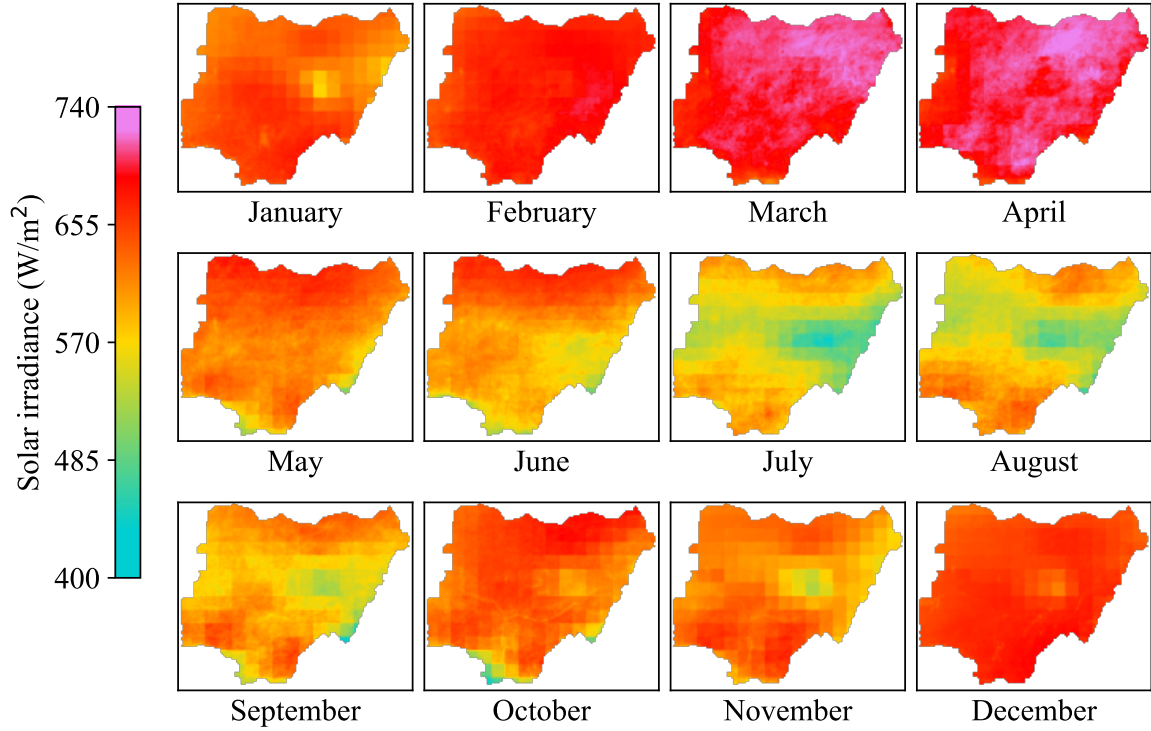 January
February
March
April
740
655
570
485
400
Solar irradiance (W/m²)
May
June
July
August
September
October
November
December